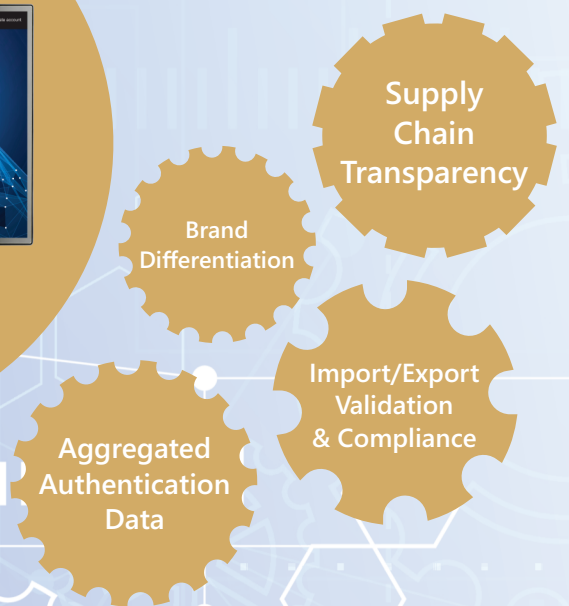 Supply
Chain
Transparency
Brand
Differentiation
Import/Export
Validation
& Compliance
Aggregated
Authentication
Data